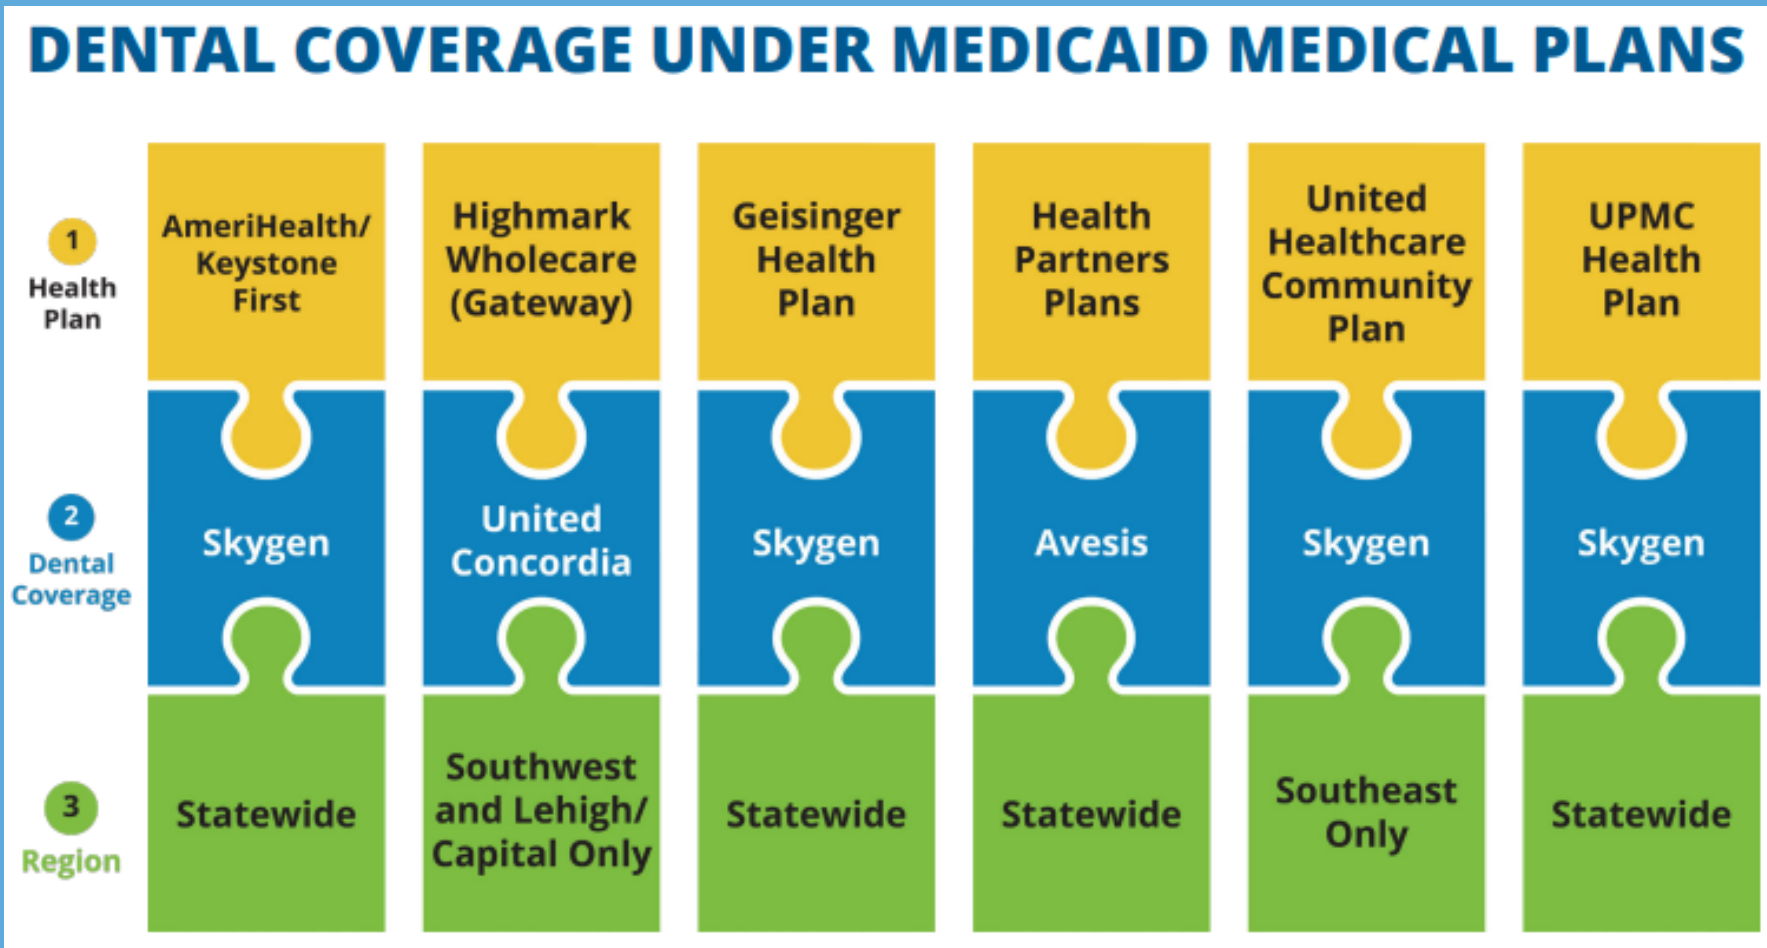 DENTAL COVERAGE UNDER MEDICAID MEDICAL PLANS
1
Health
Plan
AmeriHealth/
Keystone
First
Highmark
Wholecare
(Gateway)
Geisinger
Health
Plan
Health
Partners
Plans
United
Healthcare
Community
Plan
UPMC
Health
Plan
2
Dental
Coverage
Skygen
United
Concordia
Skygen
Avesis
Skygen
Skygen
3
Region
Statewide
Southwest
and Lehigh/
Capital Only
Statewide
Statewide
Southeast
Only
Statewide